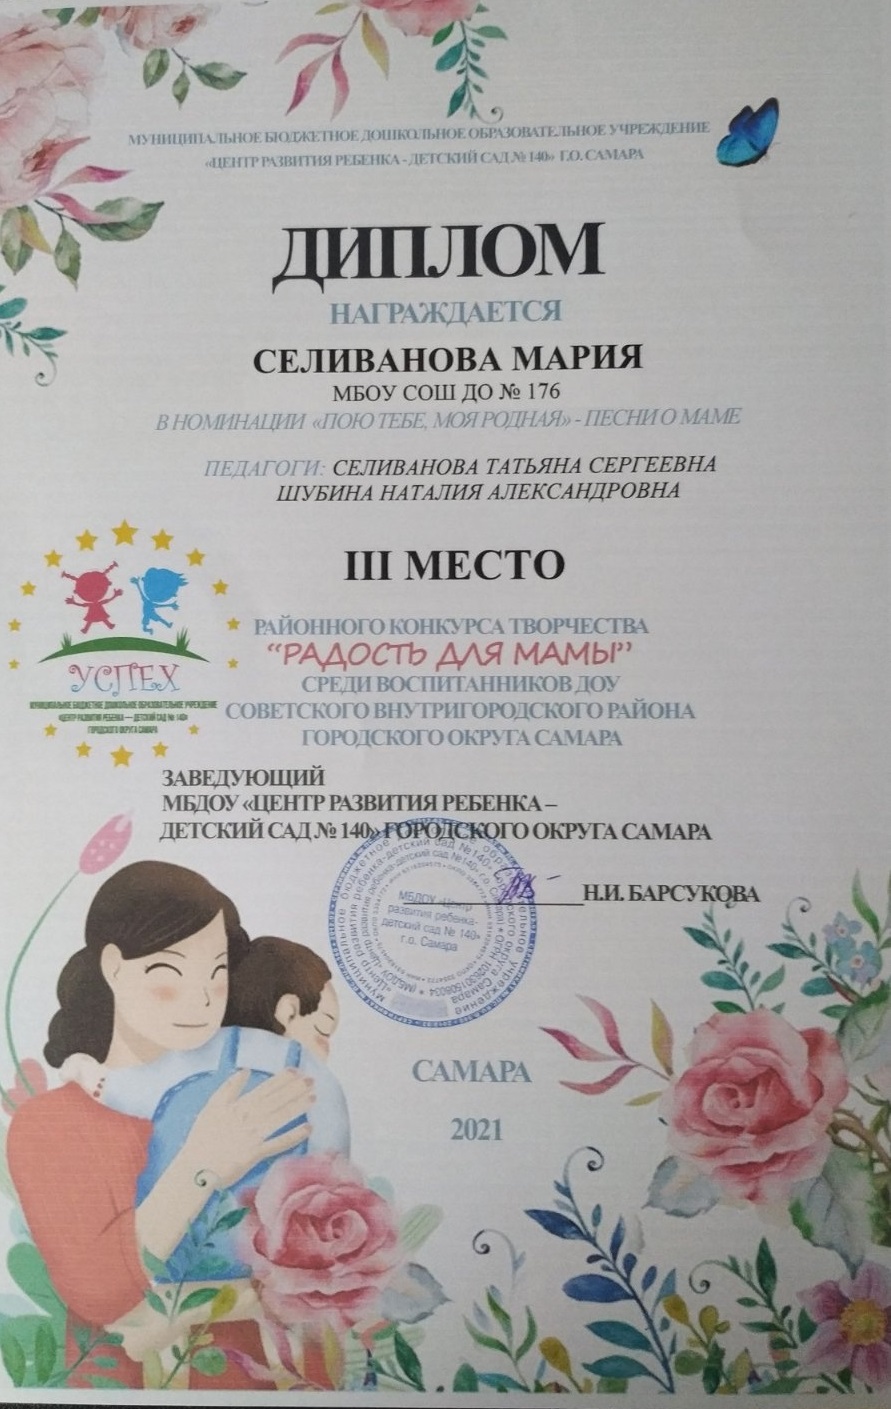 МУНИЦИПАЛЬНОЕ БЮДЖЕТНОЕ ДОШКОЛЬНОЕ ОБРАЗОВАТЕЛЬНОЕ УЧРЕЖДЕНИЕ
«ЦЕНТР РАЗВИТИЯ РЕБЕНКА - ДЕТСКИЙ САД № 140» Г.О. САМАРА
ДИПЛОМ
НАГРАЖДАЕТСЯ
СЕЛИВАНОВА МАРИЯ
МБОУ СОШ ДО № 176
В НОМИНАЦИИ «ПОЮ ТЕБЕ, МОЯ РОДНАЯ» - ПЕСНИ О МАМЕ
ПЕДАГОГИ: СЕЛИВАНОВА ТАТЬЯНА СЕРГЕЕВНА
ШУБИНА НАТАЛИЯ АЛЕКСАНДРОВНА
III МЕСТО
РАЙОННОГО КОНКУРСА ТВОРЧЕСТВА
“РАДОСТЬ ДЛЯ МАМЫ”
СРЕДИ ВОСПИТАННИКОВ ДОУ
СОВЕТСКОГО ВНУТРИГОРОДСКОГО РАЙОНА
ГОРОДСКОГО ОКРУГА САМАРА
УСПЕХ
МУНИЦИПАЛЬНОЕ БЮДЖЕТНОЕ ДОШКОЛЬНОЕ ОБРАЗОВАТЕЛЬНОЕ УЧРЕЖДЕНИЕ
«ЦЕНТР РАЗВИТИЯ РЕБЕНКА — ДЕТСКИЙ САД № 140»
ГОРОДСКОГО ОКРУГА САМАРА
ЗАВЕДУЮЩИЙ
МБДОУ «ЦЕНТР РАЗВИТИЯ РЕБЕНКА –
ДЕТСКИЙ САД № 140» ГОРОДСКОГО ОКРУГА САМАРА
Н.И. БАРСУКОВА
МБДОУ «Центр
развития ребенка-
детский сад № 140»
г.о. Самара
САМАРА
2021